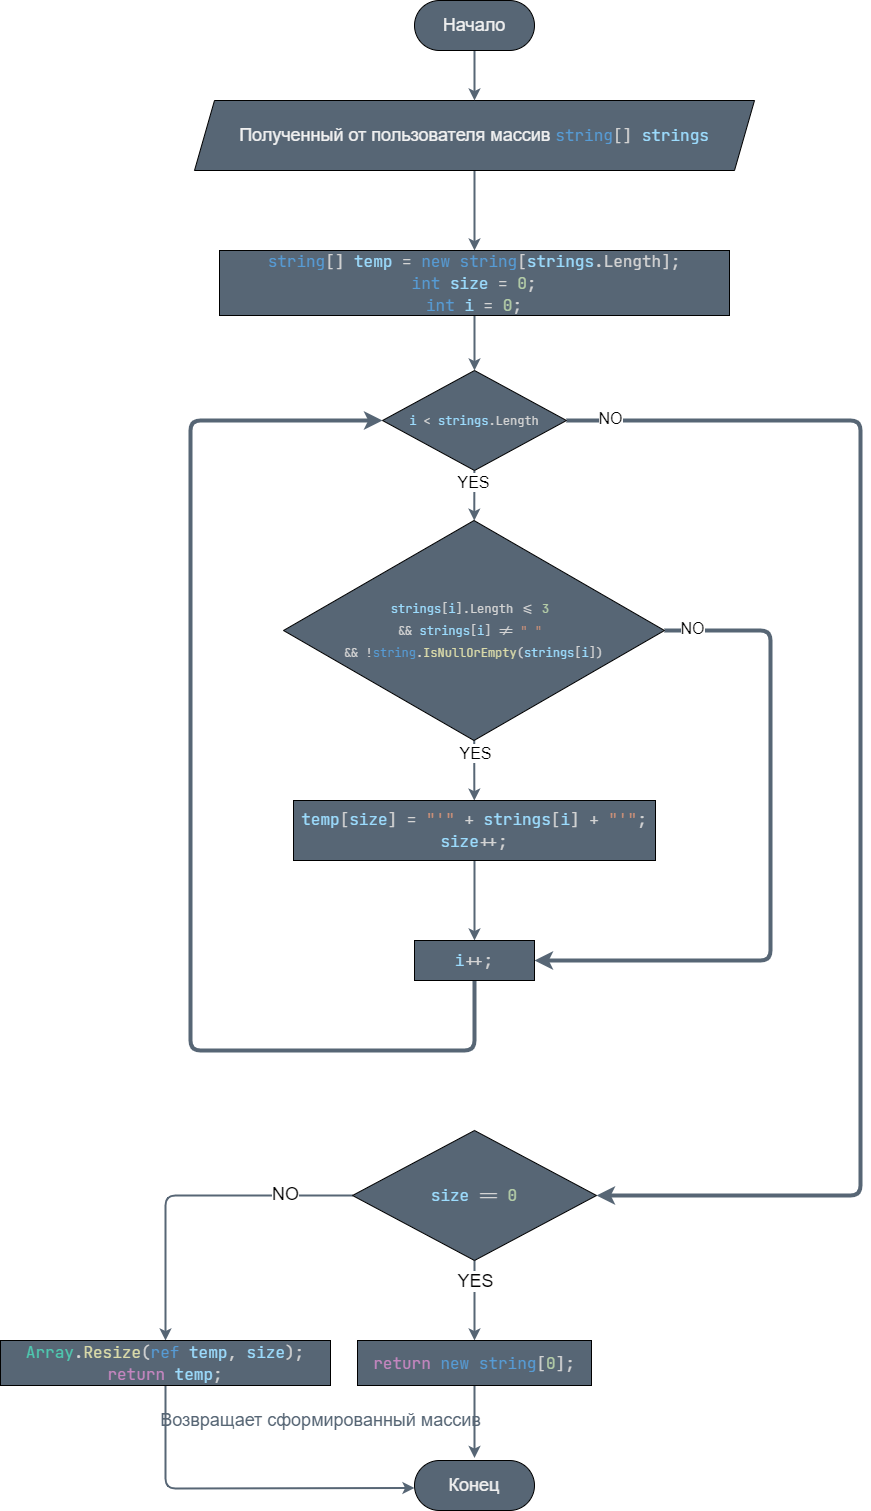 Начало
Полученный от пользователя массив string[] strings
string[] temp = new string[strings.Length];
int size = 0;
int i = 0;
i < strings.Length
NO
YES
strings[i].Length <= 3
&& strings[i] != " "
&& !string.IsNullOrEmpty(strings[i])
NO
YES
temp[size] = "'" + strings[i] + "'";
size++;
i++;
size == 0
NO
YES
Array.Resize(ref temp, size);
return temp;
return new string[0];
Возвращает сформированный массив
Конец